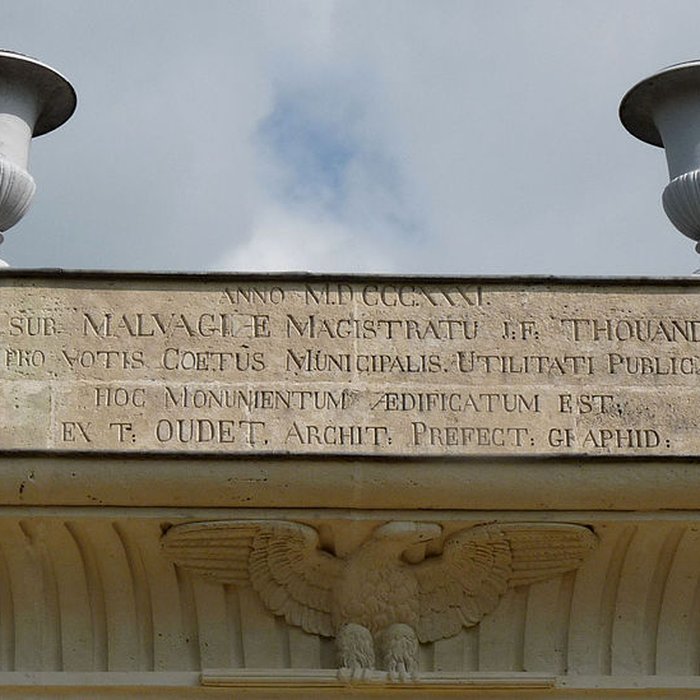 ANNO M.DCCCXXXI.
SUB MALVAGIÆ MAGISTRATU J.F: THOUAND
PRO VOTIS COETUS MUNICIPALIS. UTILITATI PUBLIC
HOC MONUMENTUM ÆDIFICATUM EST.
EX T: OUDET, ARCHIT: PREFECT: GRAPHID: